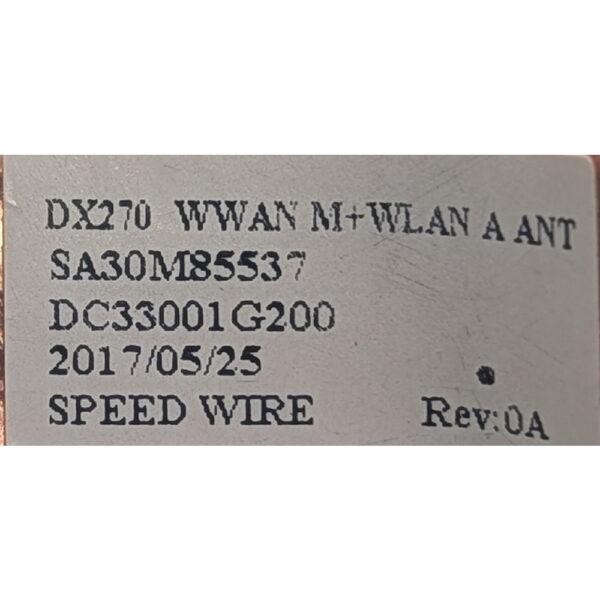 DX270 WWAN M+WLAN A ANT
SA30M85537
DC33001G200
2017/05/25
SPEED WIRE Rev:0A